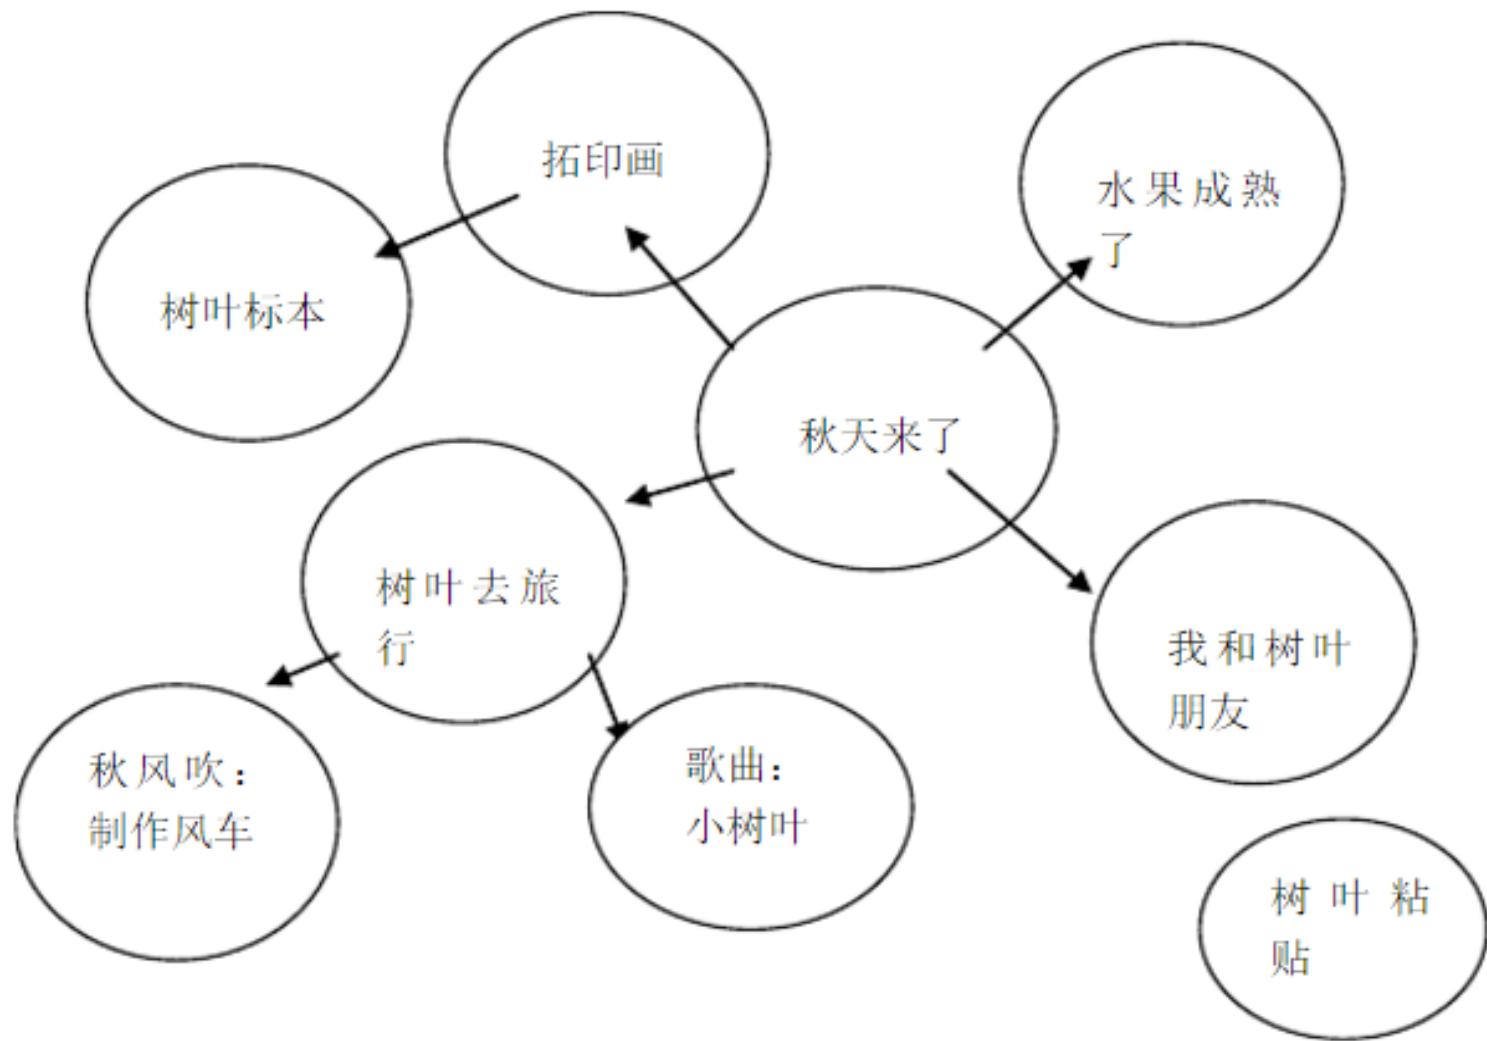 拓印画
水果成熟
了
树叶标本
秋天来了
树叶去旅
行
我和树叶
朋友
秋风吹：
制作风车
歌曲：
小树叶
树叶粘
贴